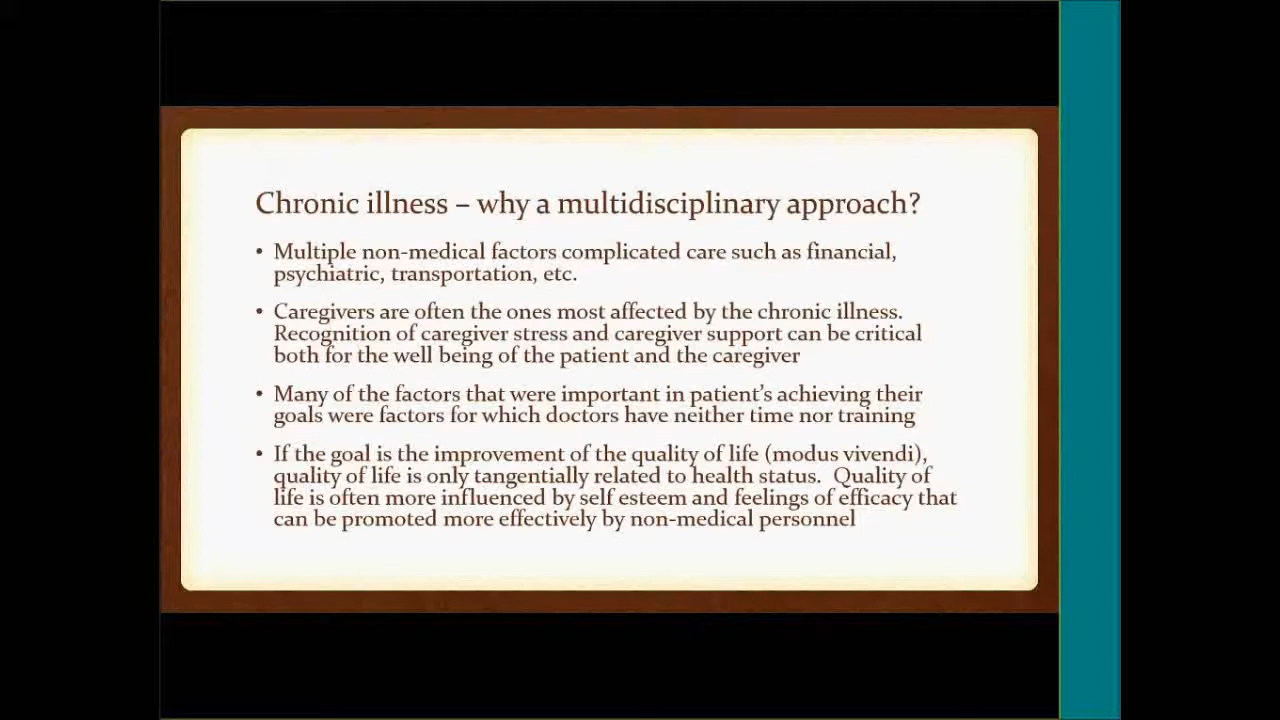 Chronic illness – why a multidisciplinary approach?
• Multiple non-medical factors complicated care such as financial,
psychiatric, transportation, etc.
• Caregivers are often the ones most affected by the chronic illness.
Recognition of caregiver stress and caregiver support can be critical
both for the well being of the patient and the caregiver
• Many of the factors that were important in patient's achieving their
goals were factors for which doctors have neither time nor training
• If the goal is the improvement of the quality of life (modus vivendi),
quality of life is only tangentially related to health status.  Quality of
life is often more influenced by self esteem and feelings of efficacy that
can be promoted more effectively by non-medical personnel